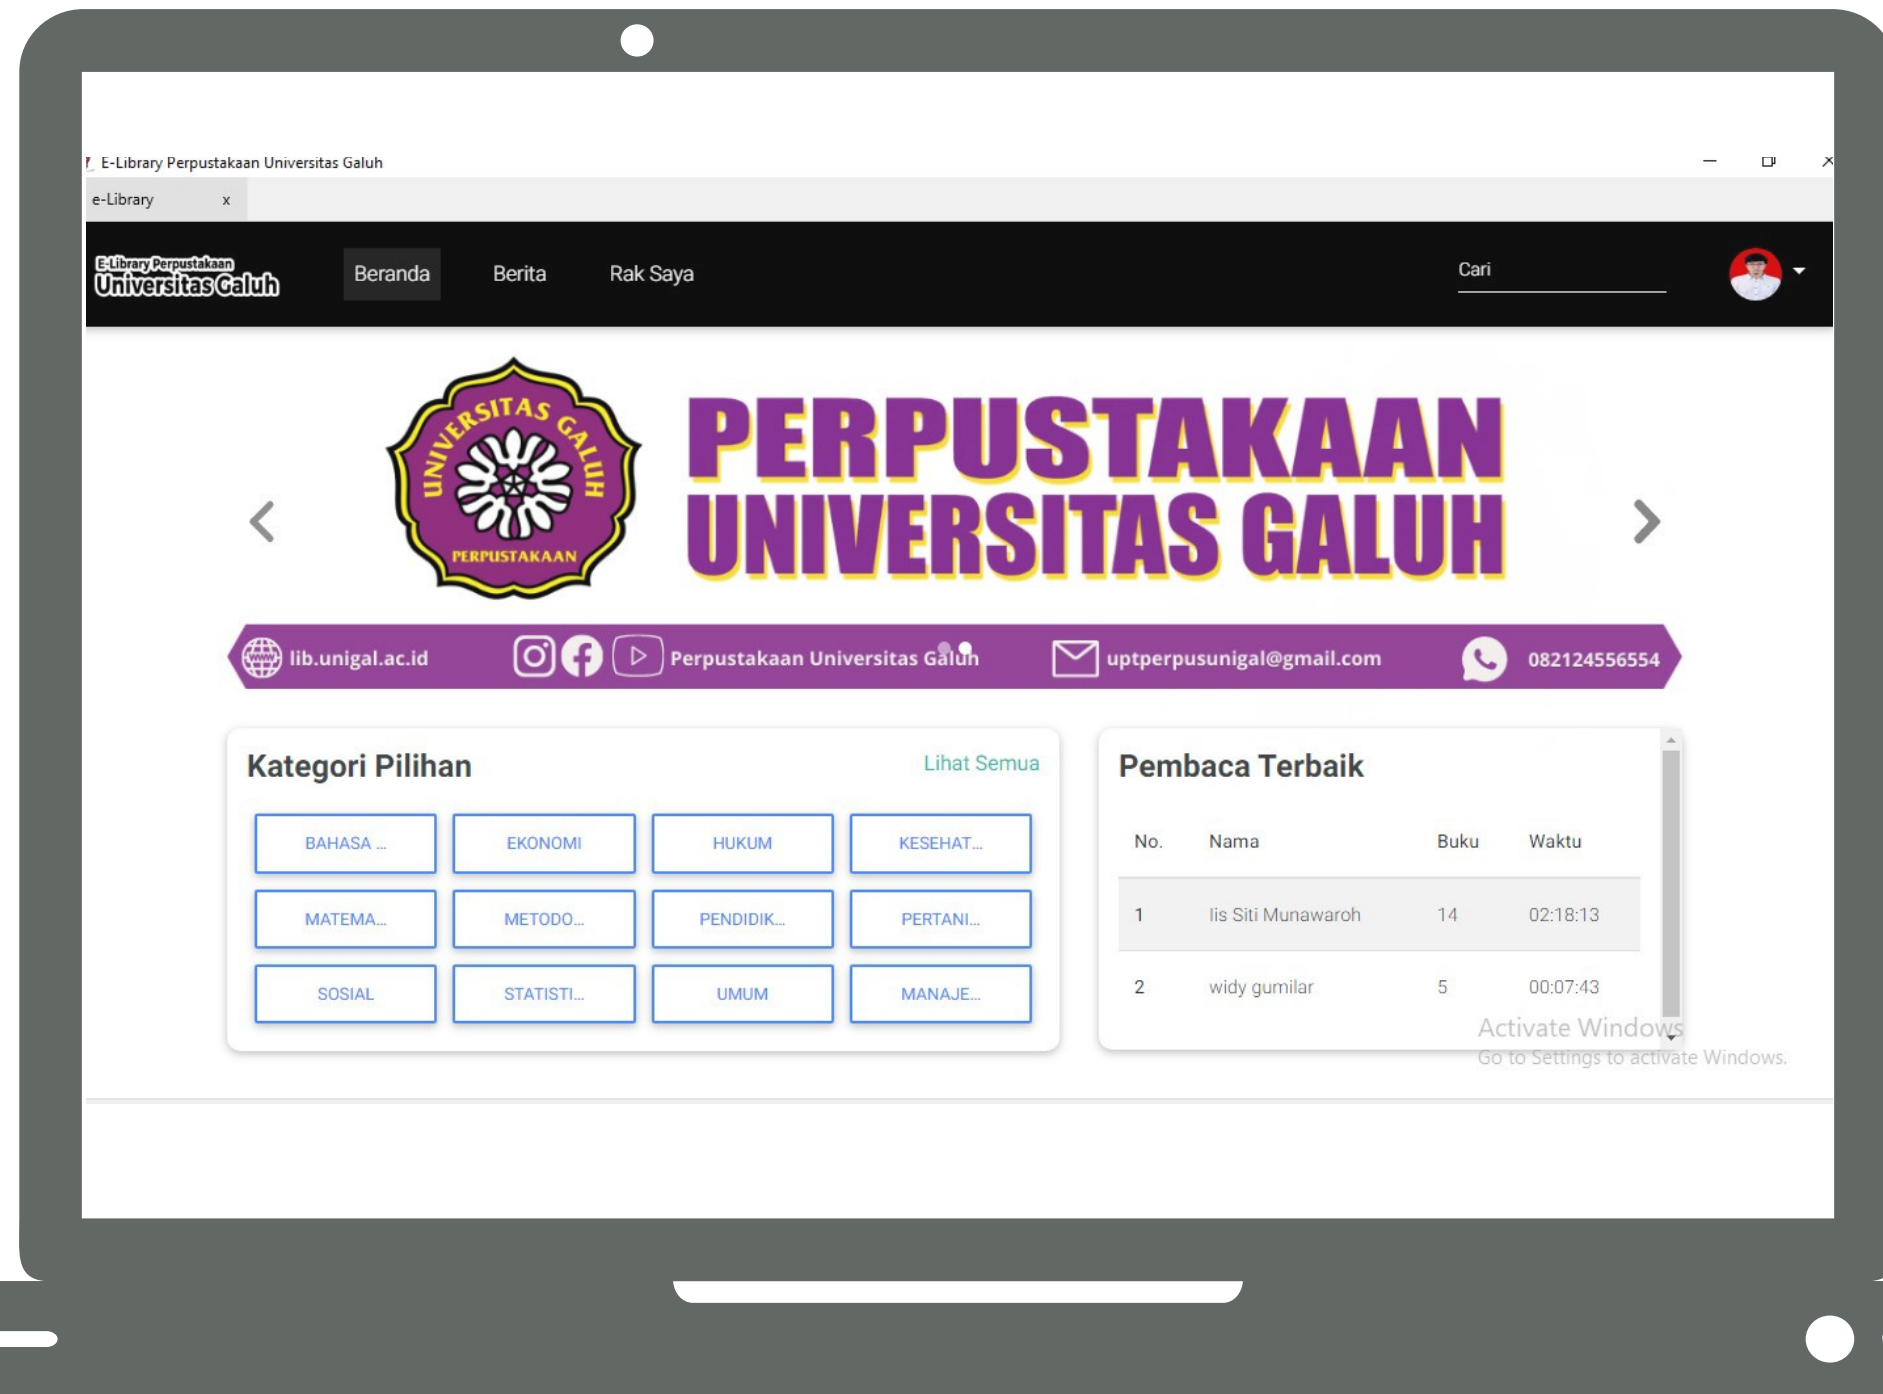 E-Library Perpustakaan Universitas Galuh
e-Library x
E-Library Perpustakaan
Universitas Galuh
Beranda Berita Rak Saya Cari
UNIVERSITAS GALUH
PERPUSTAKAAN
PERPUSTAKAAN
UNIVERSITAS GALUH
lib.unigal.ac.id Perpustakaan Universitas Galuh uptperpusunigal@gmail.com 082124556554
Kategori Pilihan Lihat Semua
BAHASA ... EKONOMI HUKUM KESEHAT...
MATEMA... METODO... PENDIDIK... PERTANI...
SOSIAL STATISTI... UMUM MANAJE...
Pembaca Terbaik
No. Nama Buku Waktu
1 Iis Siti Munawaroh 14 02:18:13
2 widy gumilar 5 00:07:43
Activate Windows
Go to Settings to activate Windows.